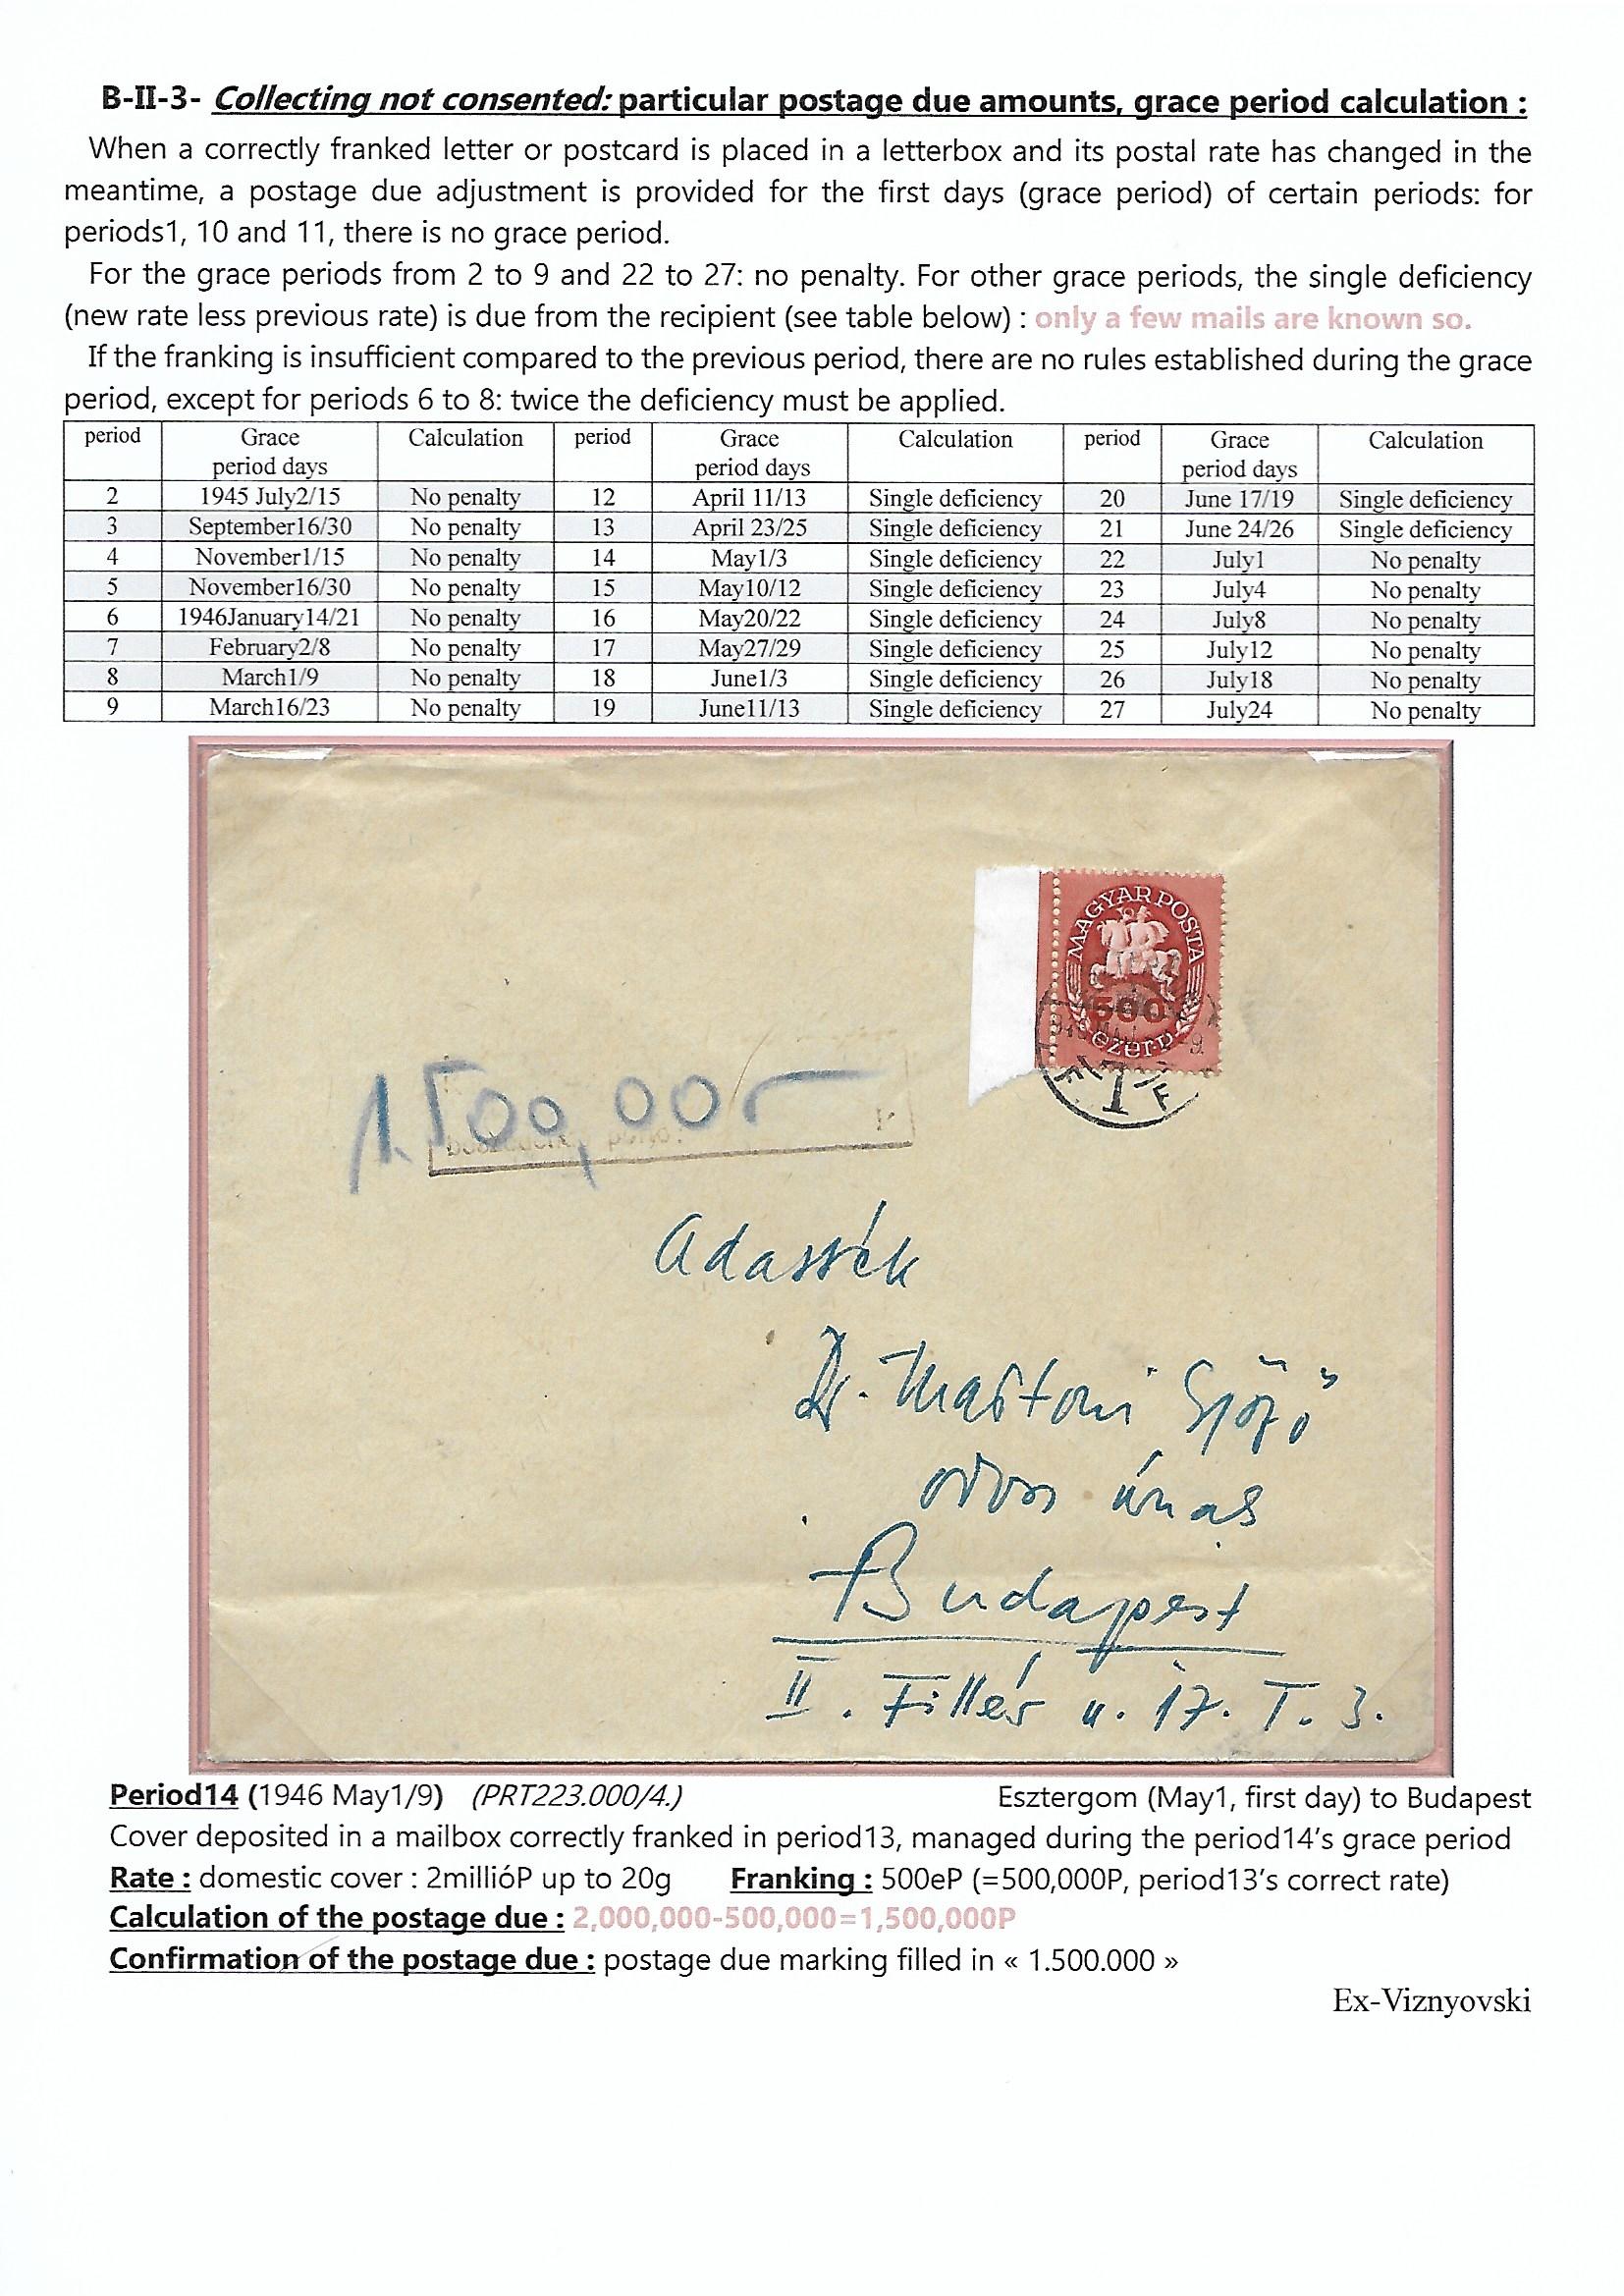 B-II-3- Collecting not consented: particular postage due amounts, grace period calculation :
When a correctly franked letter or postcard is placed in a letterbox and its postal rate has changed in the
meantime, a postage due adjustment is provided for the first days (grace period) of certain periods: for
periods1, 10 and 11, there is no grace period.
For the grace periods from 2 to 9 and 22 to 27: no penalty. For other grace periods, the single deficiency
(new rate less previous rate) is due from the recipient (see table below) : only a few mails are known so.
If the franking is insufficient compared to the previous period, there are no rules established during the grace
period, except for periods 6 to 8: twice the deficiency must be applied.
period Grace period days Calculation period Grace period days Calculation period Grace period days Calculation
2 1945 July2/15 No penalty 12 April 11/13 Single deficiency 20 June 17/19 Single deficiency
3 September16/30 No penalty 13 April 23/25 Single deficiency 21 June 24/26 Single deficiency
4 November1/15 No penalty 14 May1/3 Single deficiency 22 July1 No penalty
5 November16/30 No penalty 15 May10/12 Single deficiency 23 July4 No penalty
6 1946January14/21 No penalty 16 May20/22 Single deficiency 24 July8 No penalty
7 February2/8 No penalty 17 May27/29 Single deficiency 25 July12 No penalty
8 March1/9 No penalty 18 June1/3 Single deficiency 26 July18 No penalty
9 March16/23 No penalty 19 June11/13 Single deficiency 27 July24 No penalty
MAGYAR POSTA
500
ezer P
T
1.500,00
Adassék
Dr. Mastoni Győző
orvos úrnak
Budapest
II. Fillér u. 17. T. 3.
Period14 (1946 May1/9) (PRT223.000/4.) Esztergom (May1, first day) to Budapest
Cover deposited in a mailbox correctly franked in period13, managed during the period14's grace period
Rate : domestic cover : 2millióP up to 20g Franking : 500eP (=500,000P, period13's correct rate)
Calculation of the postage due : 2,000,000-500,000=1,500,000P
Confirmation of the postage due : postage due marking filled in « 1.500.000 »
Ex-Viznyovski